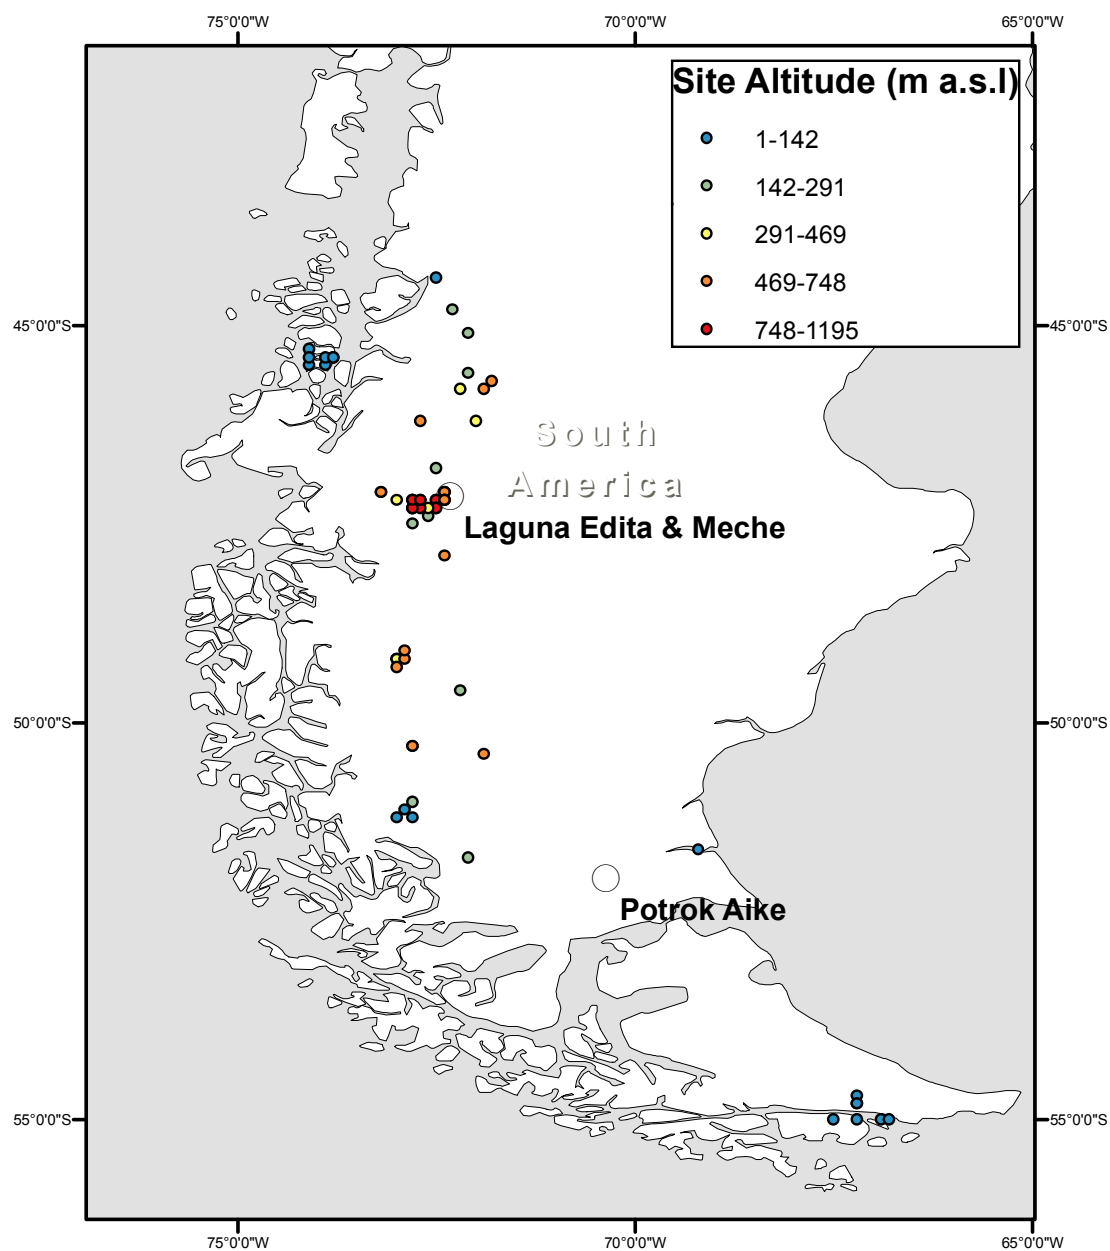 75°0'0"W 70°0'0"W 65°0'0"W
Site Altitude (m a.s.l)
1-142
142-291
291-469
469-748
748-1195
45°0'0"S 45°0'0"S
South
America
Laguna Edita & Meche
50°0'0"S 50°0'0"S
Potrok Aike
55°0'0"S 55°0'0"S
75°0'0"W 70°0'0"W 65°0'0"W